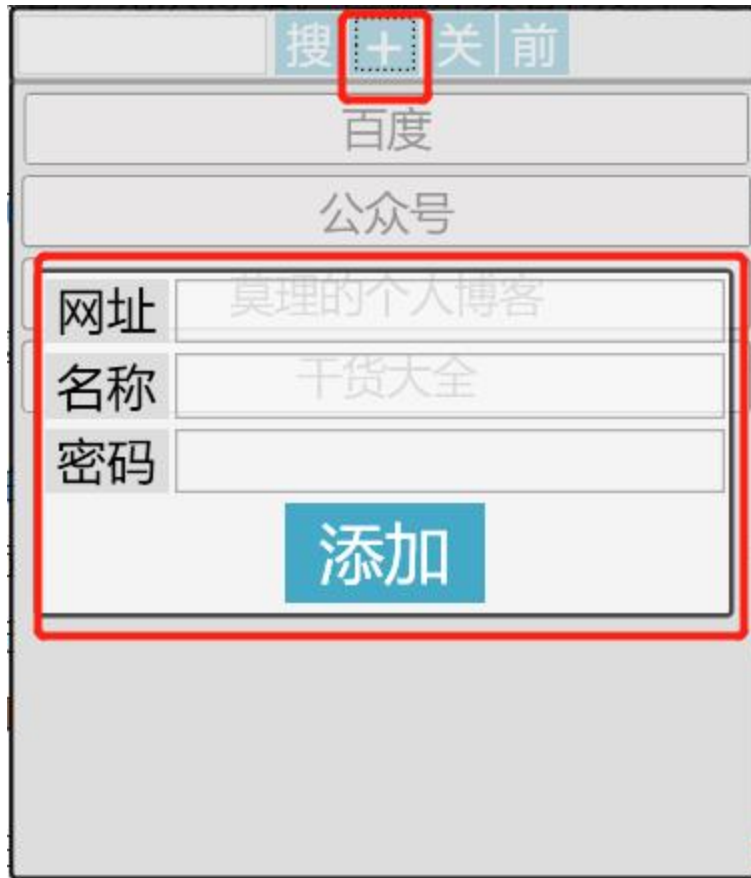 搜 + 关 前
百度
公众号
莫理的个人博客
网址
干货大全
名称
密码
添加